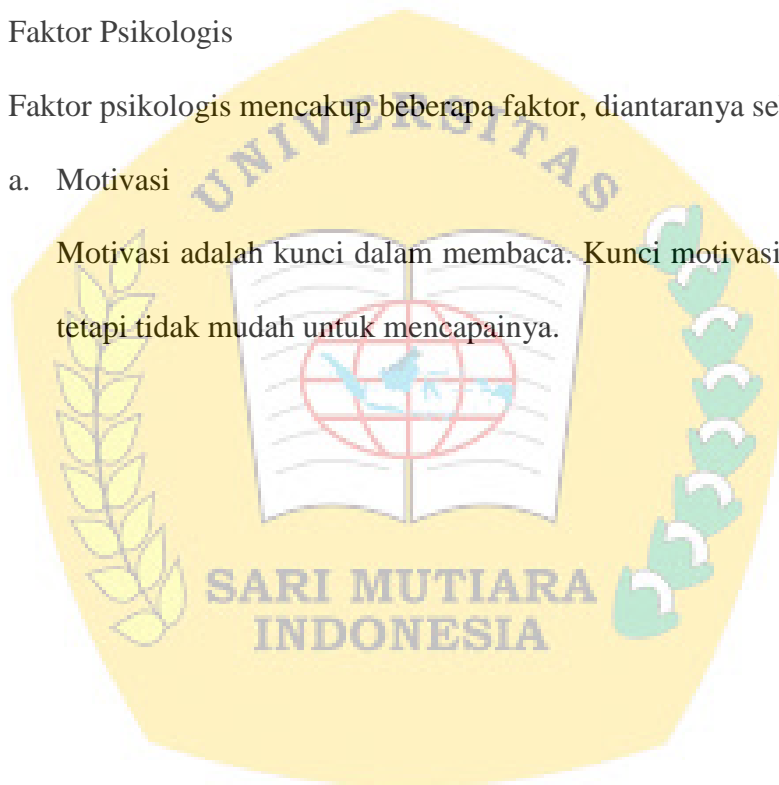 Faktor Psikologis
Faktor psikologis mencakup beberapa faktor, diantaranya se
UNIVERSITAS
a. Motivasi
Motivasi adalah kunci dalam membaca. Kunci motivasi
tetapi tidak mudah untuk mencapainya.
SARI MUTIARA
INDONESIA